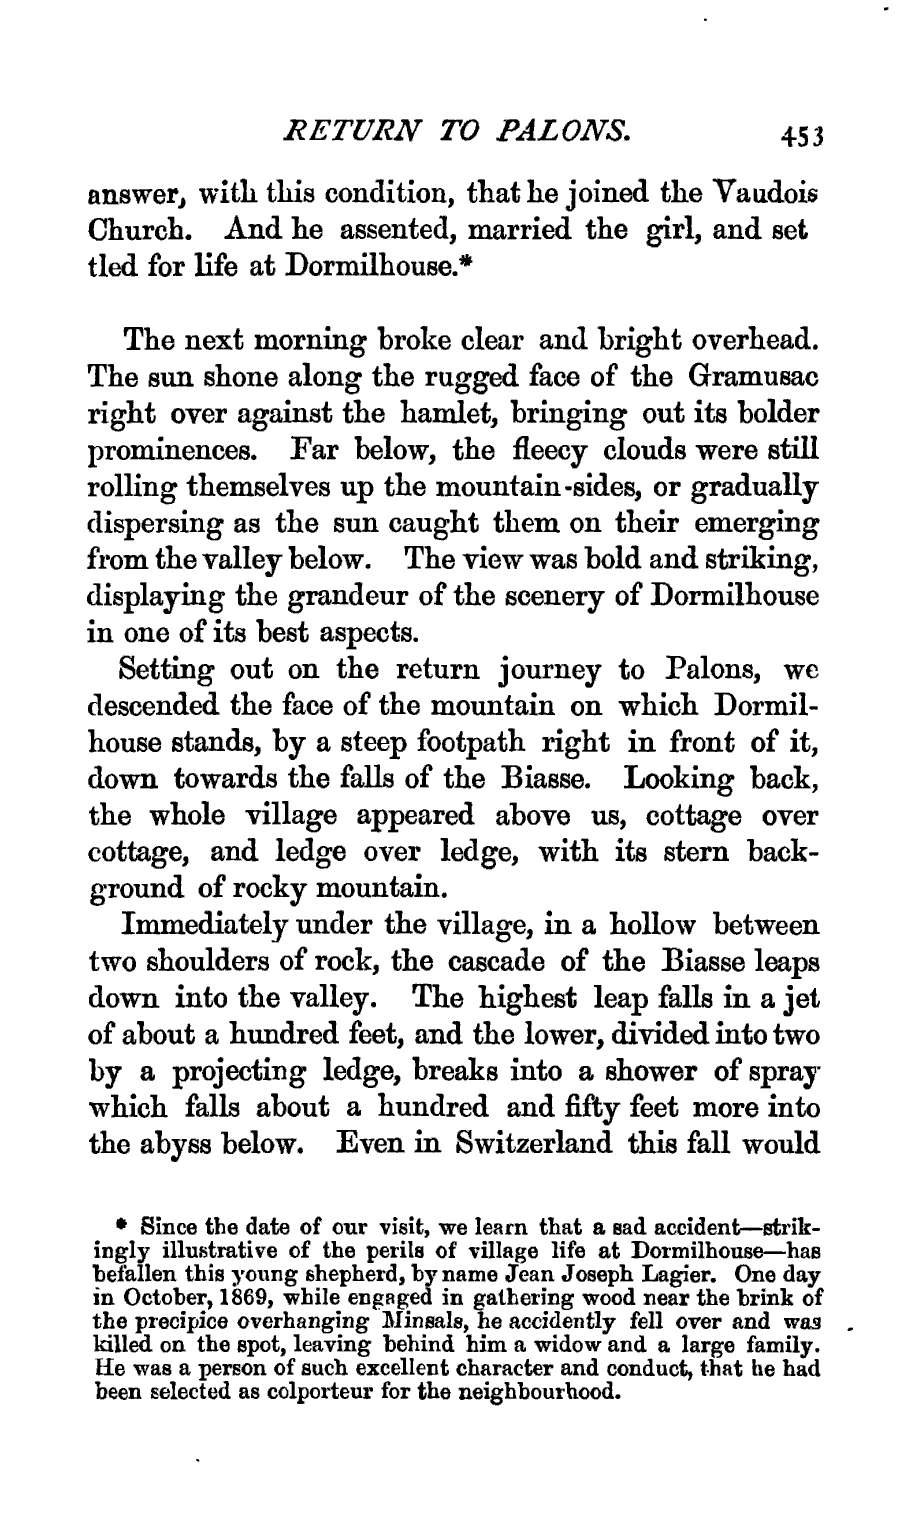 RETURN TO PALONS. 453
answer, with this condition, that he joined the Vaudois
Church. And he assented, married the girl, and set
tled for life at Dormilhouse.*
The next morning broke clear and bright overhead.
The sun shone along the rugged face of the Gramusac
right over against the hamlet, bringing out its bolder
prominences. Far below, the fleecy clouds were still
rolling themselves up the mountain-sides, or gradually
dispersing as the sun caught them on their emerging
from the valley below. The view was bold and striking,
displaying the grandeur of the scenery of Dormilhouse
in one of its best aspects.
Setting out on the return journey to Palons, we
descended the face of the mountain on which Dormil-
house stands, by a steep footpath right in front of it,
down towards the falls of the Biasse. Looking back,
the whole village appeared above us, cottage over
cottage, and ledge over ledge, with its stern back-
ground of rocky mountain.
Immediately under the village, in a hollow between
two shoulders of rock, the cascade of the Biasse leaps
down into the valley. The highest leap falls in a jet
of about a hundred feet, and the lower, divided into two
by a projecting ledge, breaks into a shower of spray
which falls about a hundred and fifty feet more into
the abyss below. Even in Switzerland this fall would
* Since the date of our visit, we learn that a sad accident—strik-
ingly illustrative of the perils of village life at Dormilhouse—has
befallen this young shepherd, by name Jean Joseph Lagier. One day
in October, 1869, while engaged in gathering wood near the brink of
the precipice overhanging Minsals, he accidently fell over and was
killed on the spot, leaving behind him a widow and a large family.
He was a person of such excellent character and conduct, that he had
been selected as colporteur for the neighbourhood.